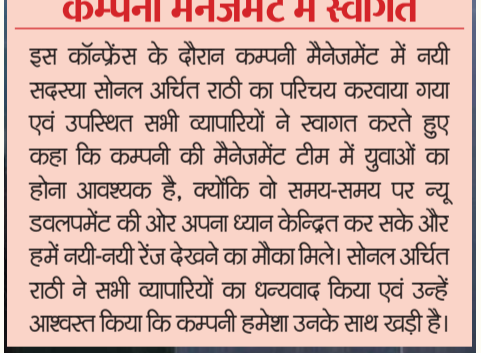 कम्पनी मैनेजमेंट में स्वागत
इस कॉन्फ्रेंस के दौरान कम्पनी मैनेजमेंट में नयी
सदस्या सोनल अर्चित राठी का परिचय करवाया गया
एवं उपस्थित सभी व्यापारियों ने स्वागत करते हुए
कहा कि कम्पनी की मैनेजमेंट टीम में युवाओं का
होना आवश्यक है, क्योंकि वो समय-समय पर न्यू
डवलपमेंट की ओर अपना ध्यान केन्द्रित कर सके और
हमें नयी-नयी रेंज देखने का मौका मिले। सोनल अर्चित
राठी ने सभी व्यापारियों का धन्यवाद किया एवं उन्हें
आश्वस्त किया कि कम्पनी हमेशा उनके साथ खड़ी है।